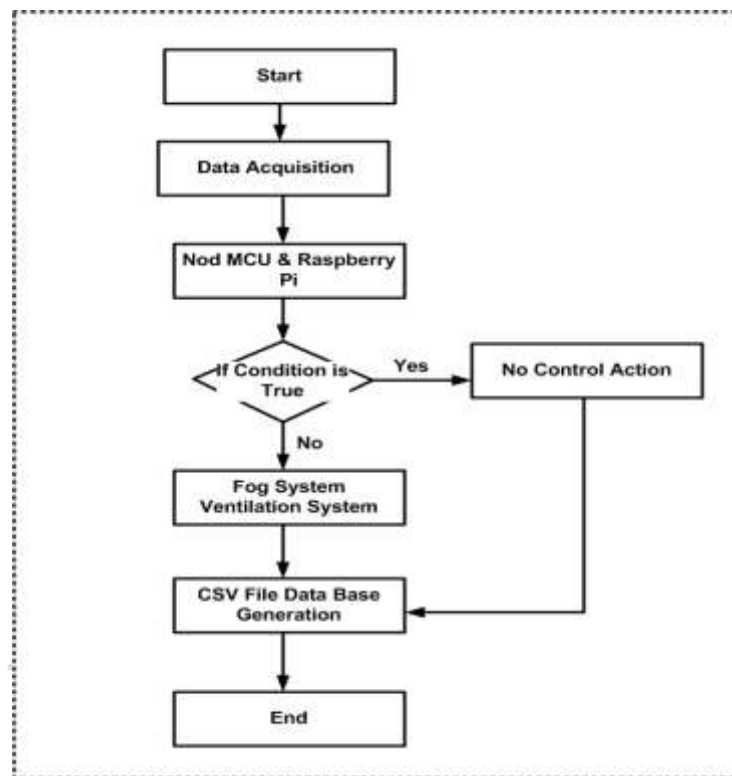 Start
Data Acquisition
Nod MCU & Raspberry
Pi
If Condition is
True
Yes
No Control Action
No
Fog System
Ventilation System
CSV File Data Base
Generation
End